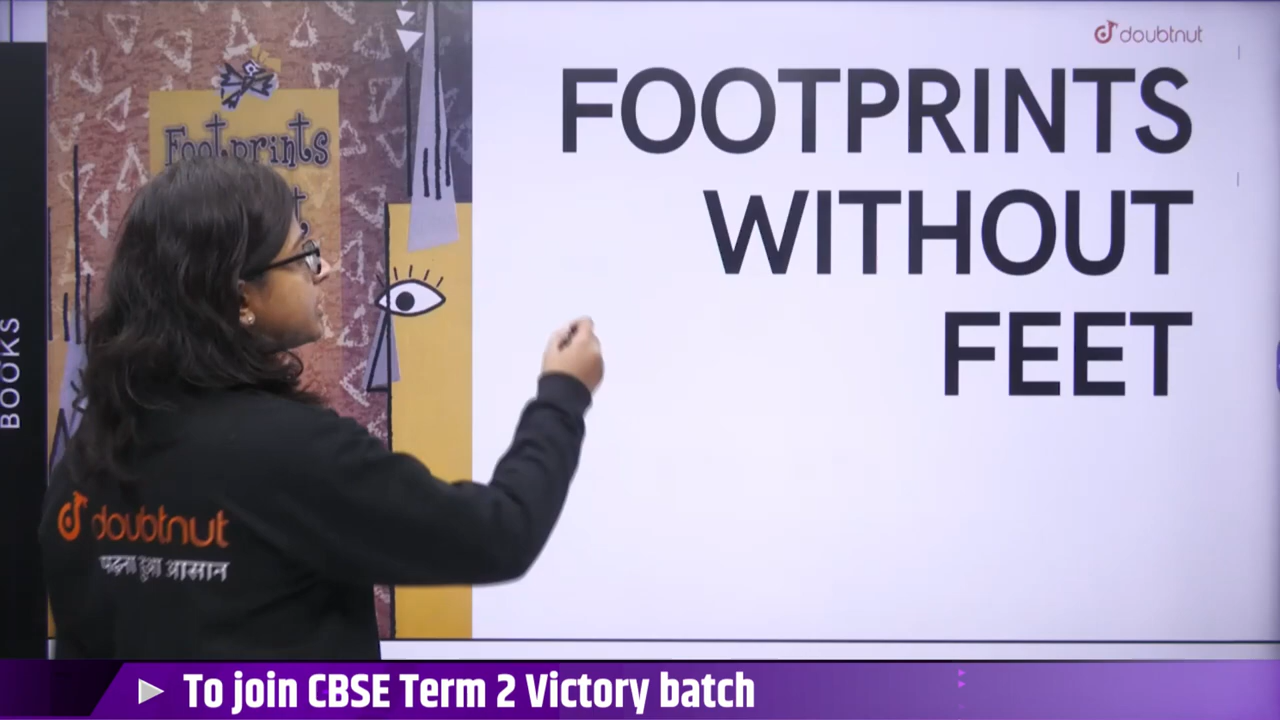 doubtnut
FOOTPRINTS
WITHOUT
FEET
Footprints
BOOKS
doubtnut
पढ़ना हुआ आसान
To join CBSE Term 2 Victory batch